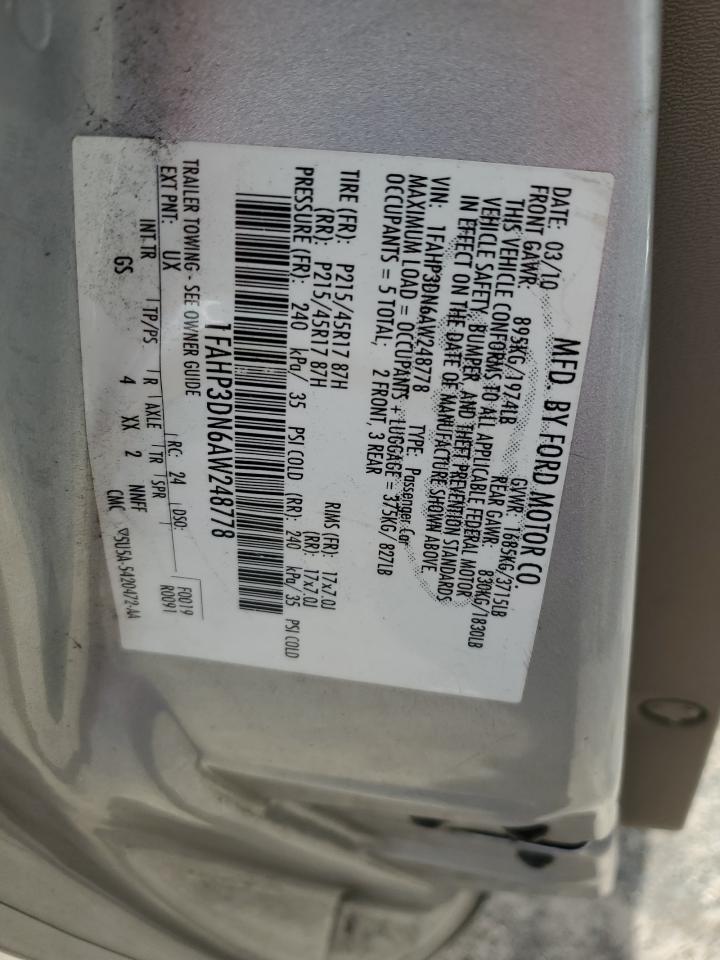 MFD. BY FORD MOTOR CO.
DATE: 03/10 GVWR: 1685KG/3715LB
FRONT GAWR: 895KG/1974LB REAR GAWR: 830KG/1830LB
THIS VEHICLE CONFORMS TO ALL APPLICABLE FEDERAL MOTOR
VEHICLE SAFETY, BUMPER, AND THEFT PREVENTION STANDARDS
IN EFFECT ON THE DATE OF MANUFACTURE SHOWN ABOVE.
VIN: 1FAHP3DN6AW248778 TYPE: Passenger Car
MAXIMUM LOAD = OCCUPANTS + LUGGAGE = 375KG/827LB
OCCUPANTS = 5 TOTAL; 2 FRONT, 3 REAR
TIRE (FR): P215/45R17 87H RIMS (FR): 17x7.0J
(RR): P215/45R17 87H (RR): 17x7.0J
PRESSURE (FR): 240 kPa/ 35 PSI COLD (RR): 240 kPa/35 PSI COLD
1FAHP3DN6AW248778
TRAILER TOWING - SEE OWNER GUIDE
EXT PNT: UX RC: 24 DSO: F0019
R0091
INT TR TP/PS R AXLE TR SPR
GS 4 XX 2 NNFF
CNC